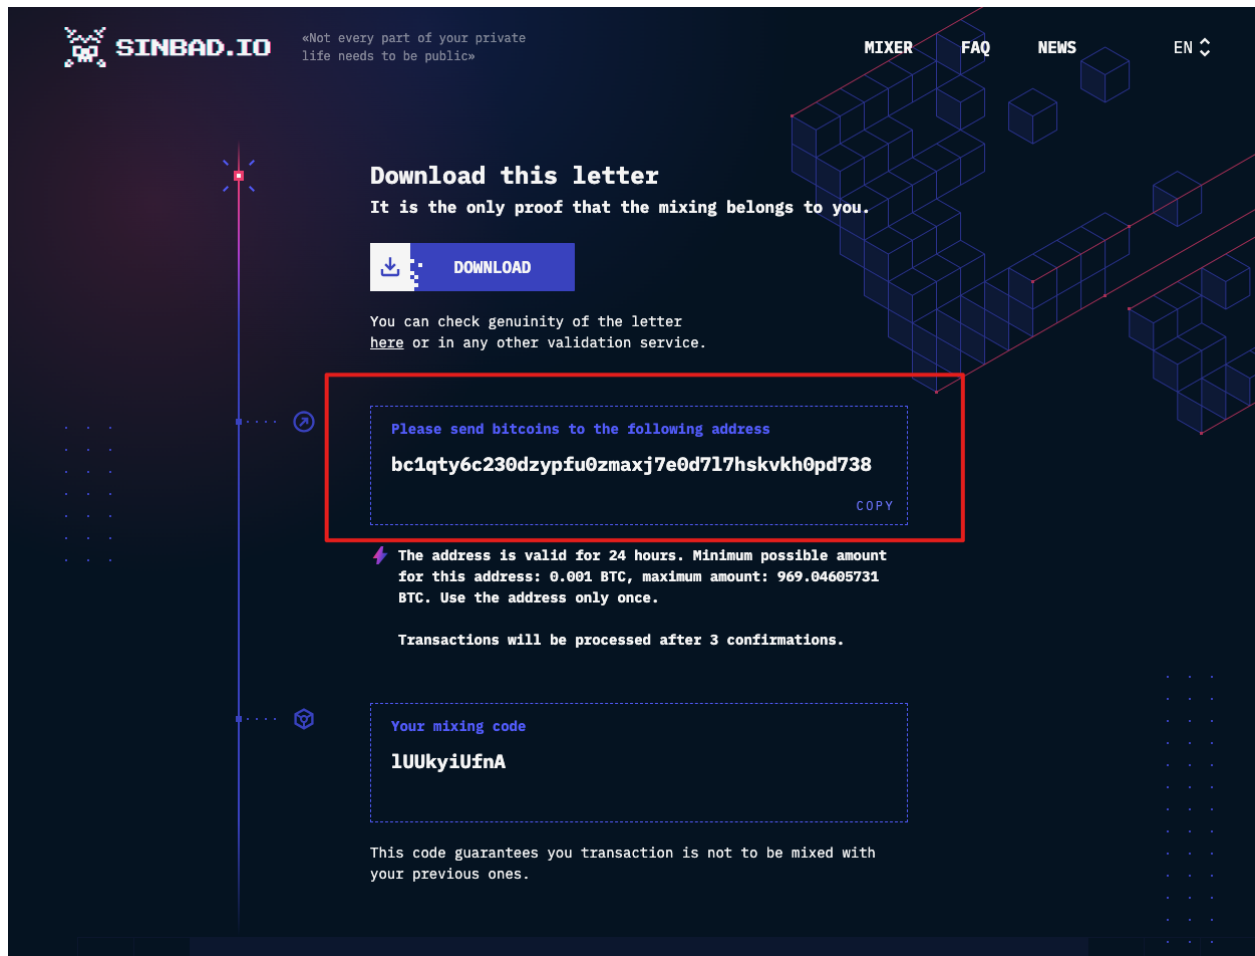 SINBAD.IO
«Not every part of your private
life needs to be public»
MIXER
FAQ
NEWS
EN
Download this letter
It is the only proof that the mixing belongs to you.
DOWNLOAD
You can check genuinity of the letter
here or in any other validation service.
Please send bitcoins to the following address
bc1qty6c230dzypfu0zmaxj7e0d7l7hskvkh0pd738
COPY
The address is valid for 24 hours. Minimum possible amount
for this address: 0.001 BTC, maximum amount: 969.04605731
BTC. Use the address only once.
Transactions will be processed after 3 confirmations.
Your mixing code
lUUkyiUfnA
This code guarantees you transaction is not to be mixed with
your previous ones.